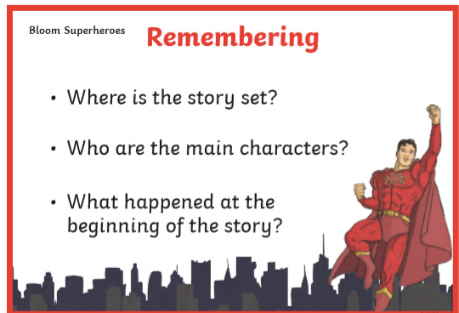 Bloom Superheroes
Remembering
• Where is the story set?
• Who are the main characters?
• What happened at the
beginning of the story?